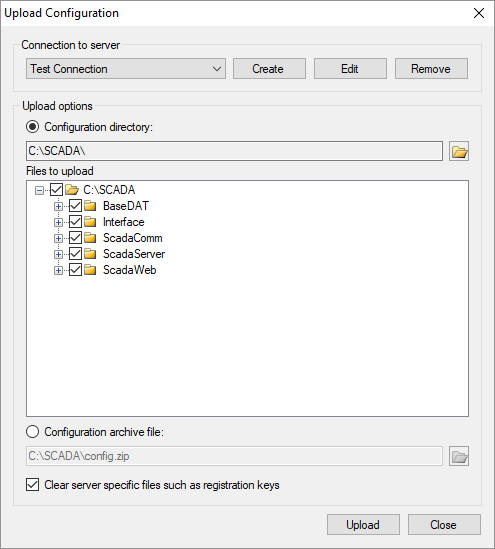 Upload Configuration
Connection to server
Test Connection Create Edit Remove
Upload options
Configuration directory:
C:\SCADA\
Files to upload
C:\SCADA
BaseDAT
Interface
ScadaComm
ScadaServer
ScadaWeb
Configuration archive file:
C:\SCADA\config.zip
Clear server specific files such as registration keys
Upload Close